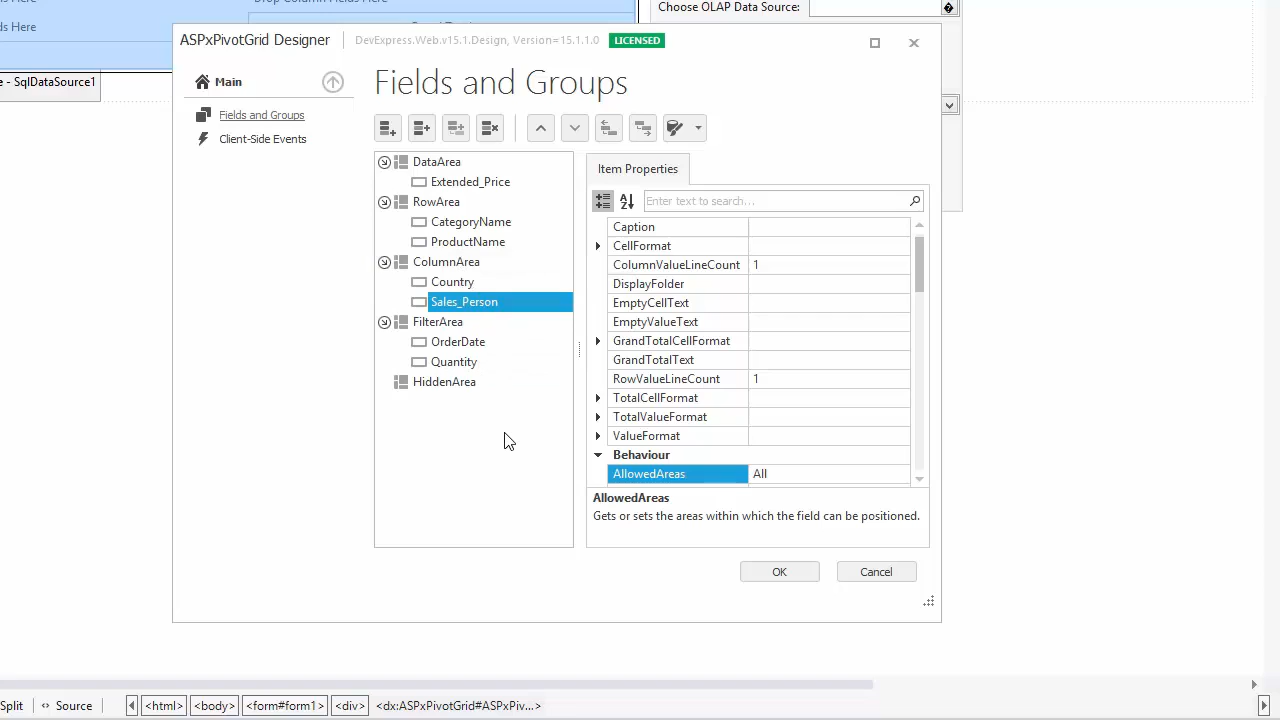 Drop Column Fields Here
ds Here
Choose OLAP Data Source:
ASPxPivotGrid Designer
DevExpress.Web.v15.1.Design, Version=15.1.1.0
LICENSED
e - SqlDataSource1
Main
Fields and Groups
Client-Side Events
Fields and Groups
DataArea
Extended_Price
RowArea
CategoryName
ProductName
ColumnArea
Country
Sales_Person
FilterArea
OrderDate
Quantity
HiddenArea
Item Properties
Enter text to search...
Caption
CellFormat
ColumnValueLineCount 1
DisplayFolder
EmptyCellText
EmptyValueText
GrandTotalCellFormat
GrandTotalText
RowValueLineCount 1
TotalCellFormat
TotalValueFormat
ValueFormat
Behaviour
AllowedAreas All
AllowedAreas
Gets or sets the areas within which the field can be positioned.
OK
Cancel
Split
Source
<html>
<body>
<form#form1>
<div>
<dx:ASPxPivotGrid#ASPxPiv...>